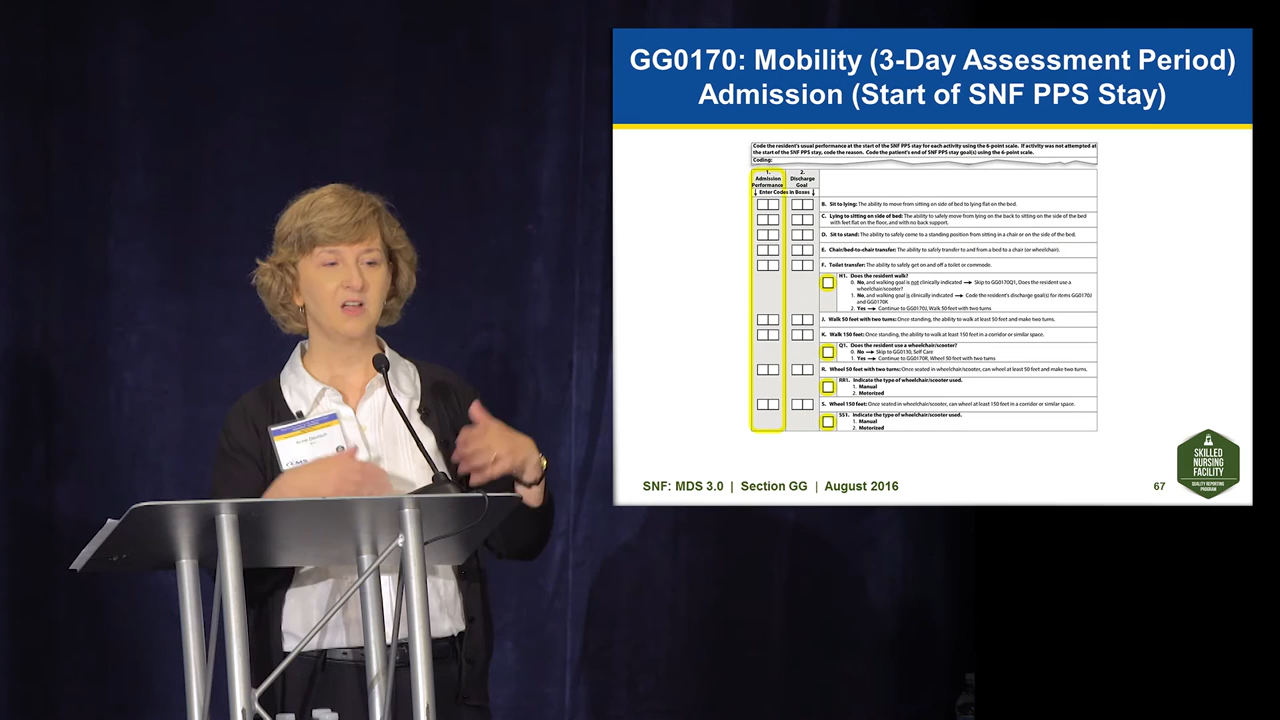 GG0170: Mobility (3-Day Assessment Period)
Admission (Start of SNF PPS Stay)
Code the resident's usual performance at the start of the SNF PPS stay for each activity using the 6-point scale. If activity was not attempted at
the start of the SNF PPS stay, code the reason. Code the patient's end of SNF PPS stay goal(s) using the 6-point scale.
Coding:
1. Admission Performance
2. Discharge Goal
↓ Enter Codes in Boxes ↓
B. Sit to lying: The ability to move from sitting on side of bed to lying flat on the bed.
C. Lying to sitting on side of bed: The ability to safely move from lying on the back to sitting on the side of the bed
with feet flat on the floor, and with no back support.
D. Sit to stand: The ability to safely come to a standing position from sitting in a chair or on the side of the bed.
E. Chair/bed-to-chair transfer: The ability to safely transfer to and from a bed to a chair (or wheelchair).
F. Toilet transfer: The ability to safely get on and off a toilet or commode.
H1. Does the resident walk?
0. No, and walking goal is not clinically indicated → Skip to GG0170Q1, Does the resident use a
wheelchair/scooter?
1. No, and walking goal is clinically indicated → Code the resident's discharge goal(s) for items GG0170J
and GG0170K
2. Yes → Continue to GG0170J, Walk 50 feet with two turns
J. Walk 50 feet with two turns: Once standing, the ability to walk at least 50 feet and make two turns.
K. Walk 150 feet: Once standing, the ability to walk at least 150 feet in a corridor or similar space.
Q1. Does the resident use a wheelchair/scooter?
0. No → Skip to GG0130, Self Care
1. Yes → Continue to GG0170R, Wheel 50 feet with two turns
R. Wheel 50 feet with two turns: Once seated in wheelchair/scooter, can wheel at least 50 feet and make two turns.
RR1. Indicate the type of wheelchair/scooter used.
1. Manual
2. Motorized
S. Wheel 150 feet: Once seated in wheelchair/scooter, can wheel at least 150 feet in a corridor or similar space.
SS1. Indicate the type of wheelchair/scooter used.
1. Manual
2. Motorized
SNF: MDS 3.0 | Section GG | August 2016
67
SKILLED
NURSING
FACILITY
QUALITY REPORTING
PROGRAM
CMS